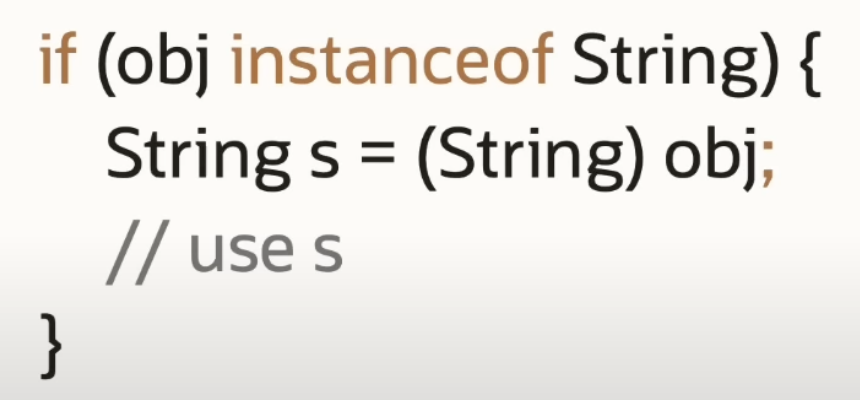 if (obj instanceof String) {
String s = (String) obj;
// use s
}